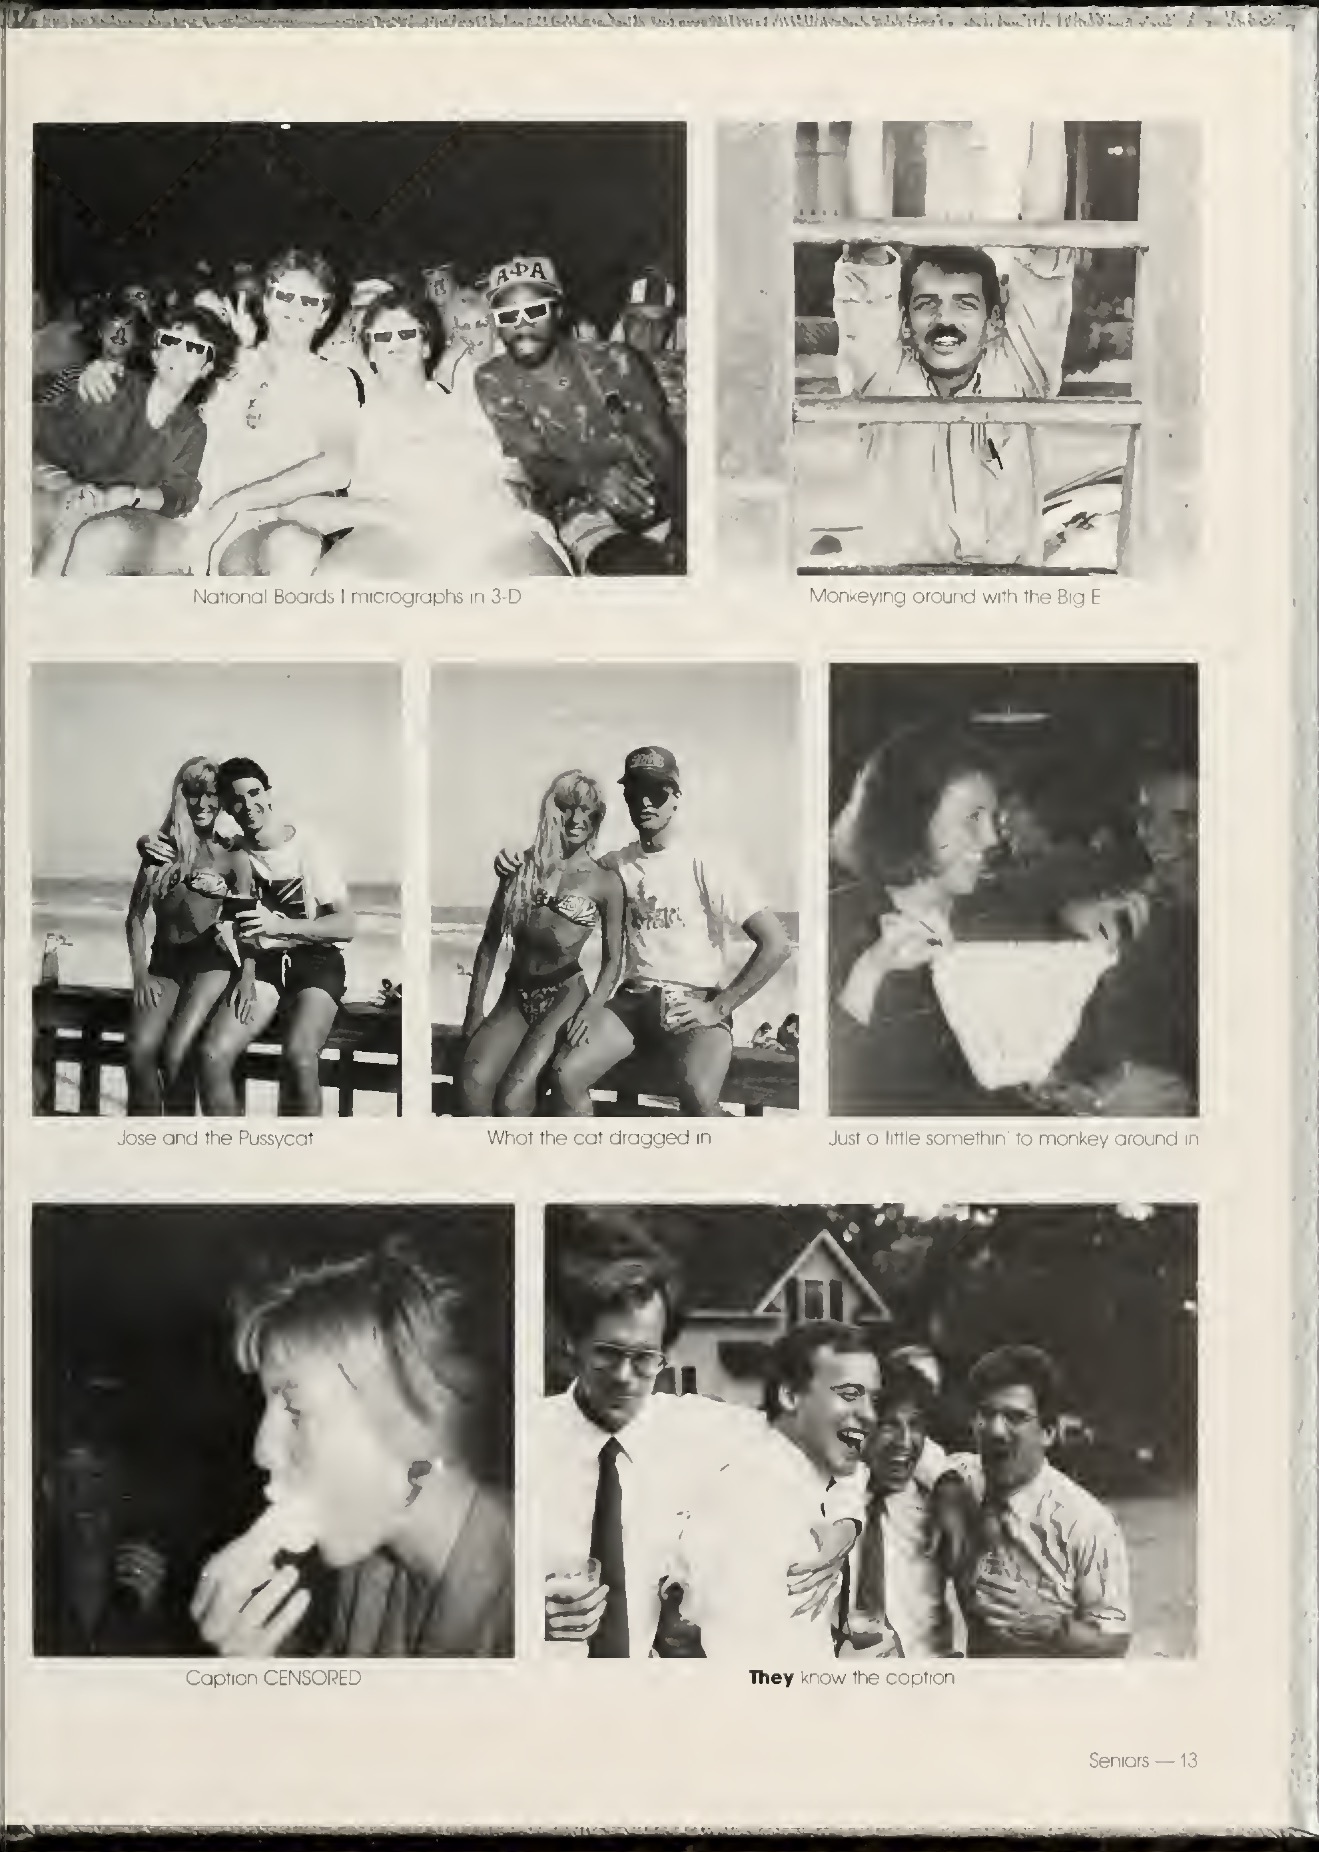 ΑΦΑ
National Boards I micrographs in 3-D
Monkeying around with the Big E
Jose and the Pussycat
What the cat dragged in
Just a little somethin' to monkey around in
Caption CENSORED
They know the caption
Seniors — 13